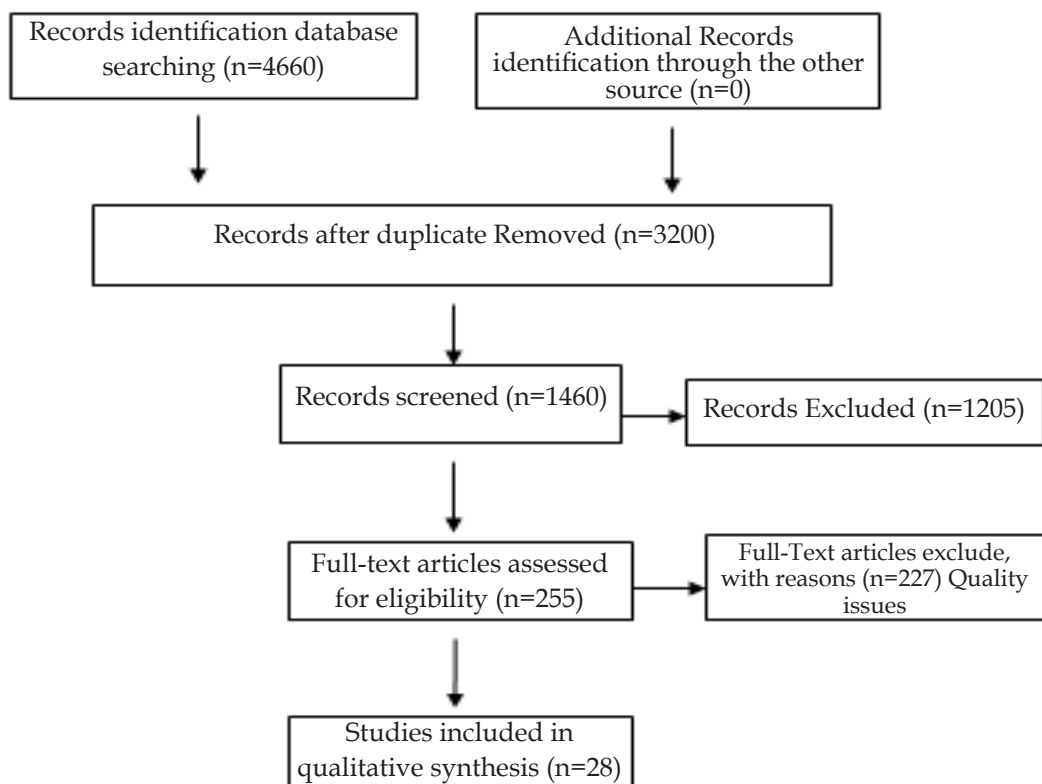 Records identification database
searching (n=4660)
Additional Records
identification through the other
source (n=0)
Records after duplicate Removed (n=3200)
Records screened (n=1460)
Records Excluded (n=1205)
Full-text articles assessed
for eligibility (n=255)
Full-Text articles exclude,
with reasons (n=227) Quality
issues
Studies included in
qualitative synthesis (n=28)